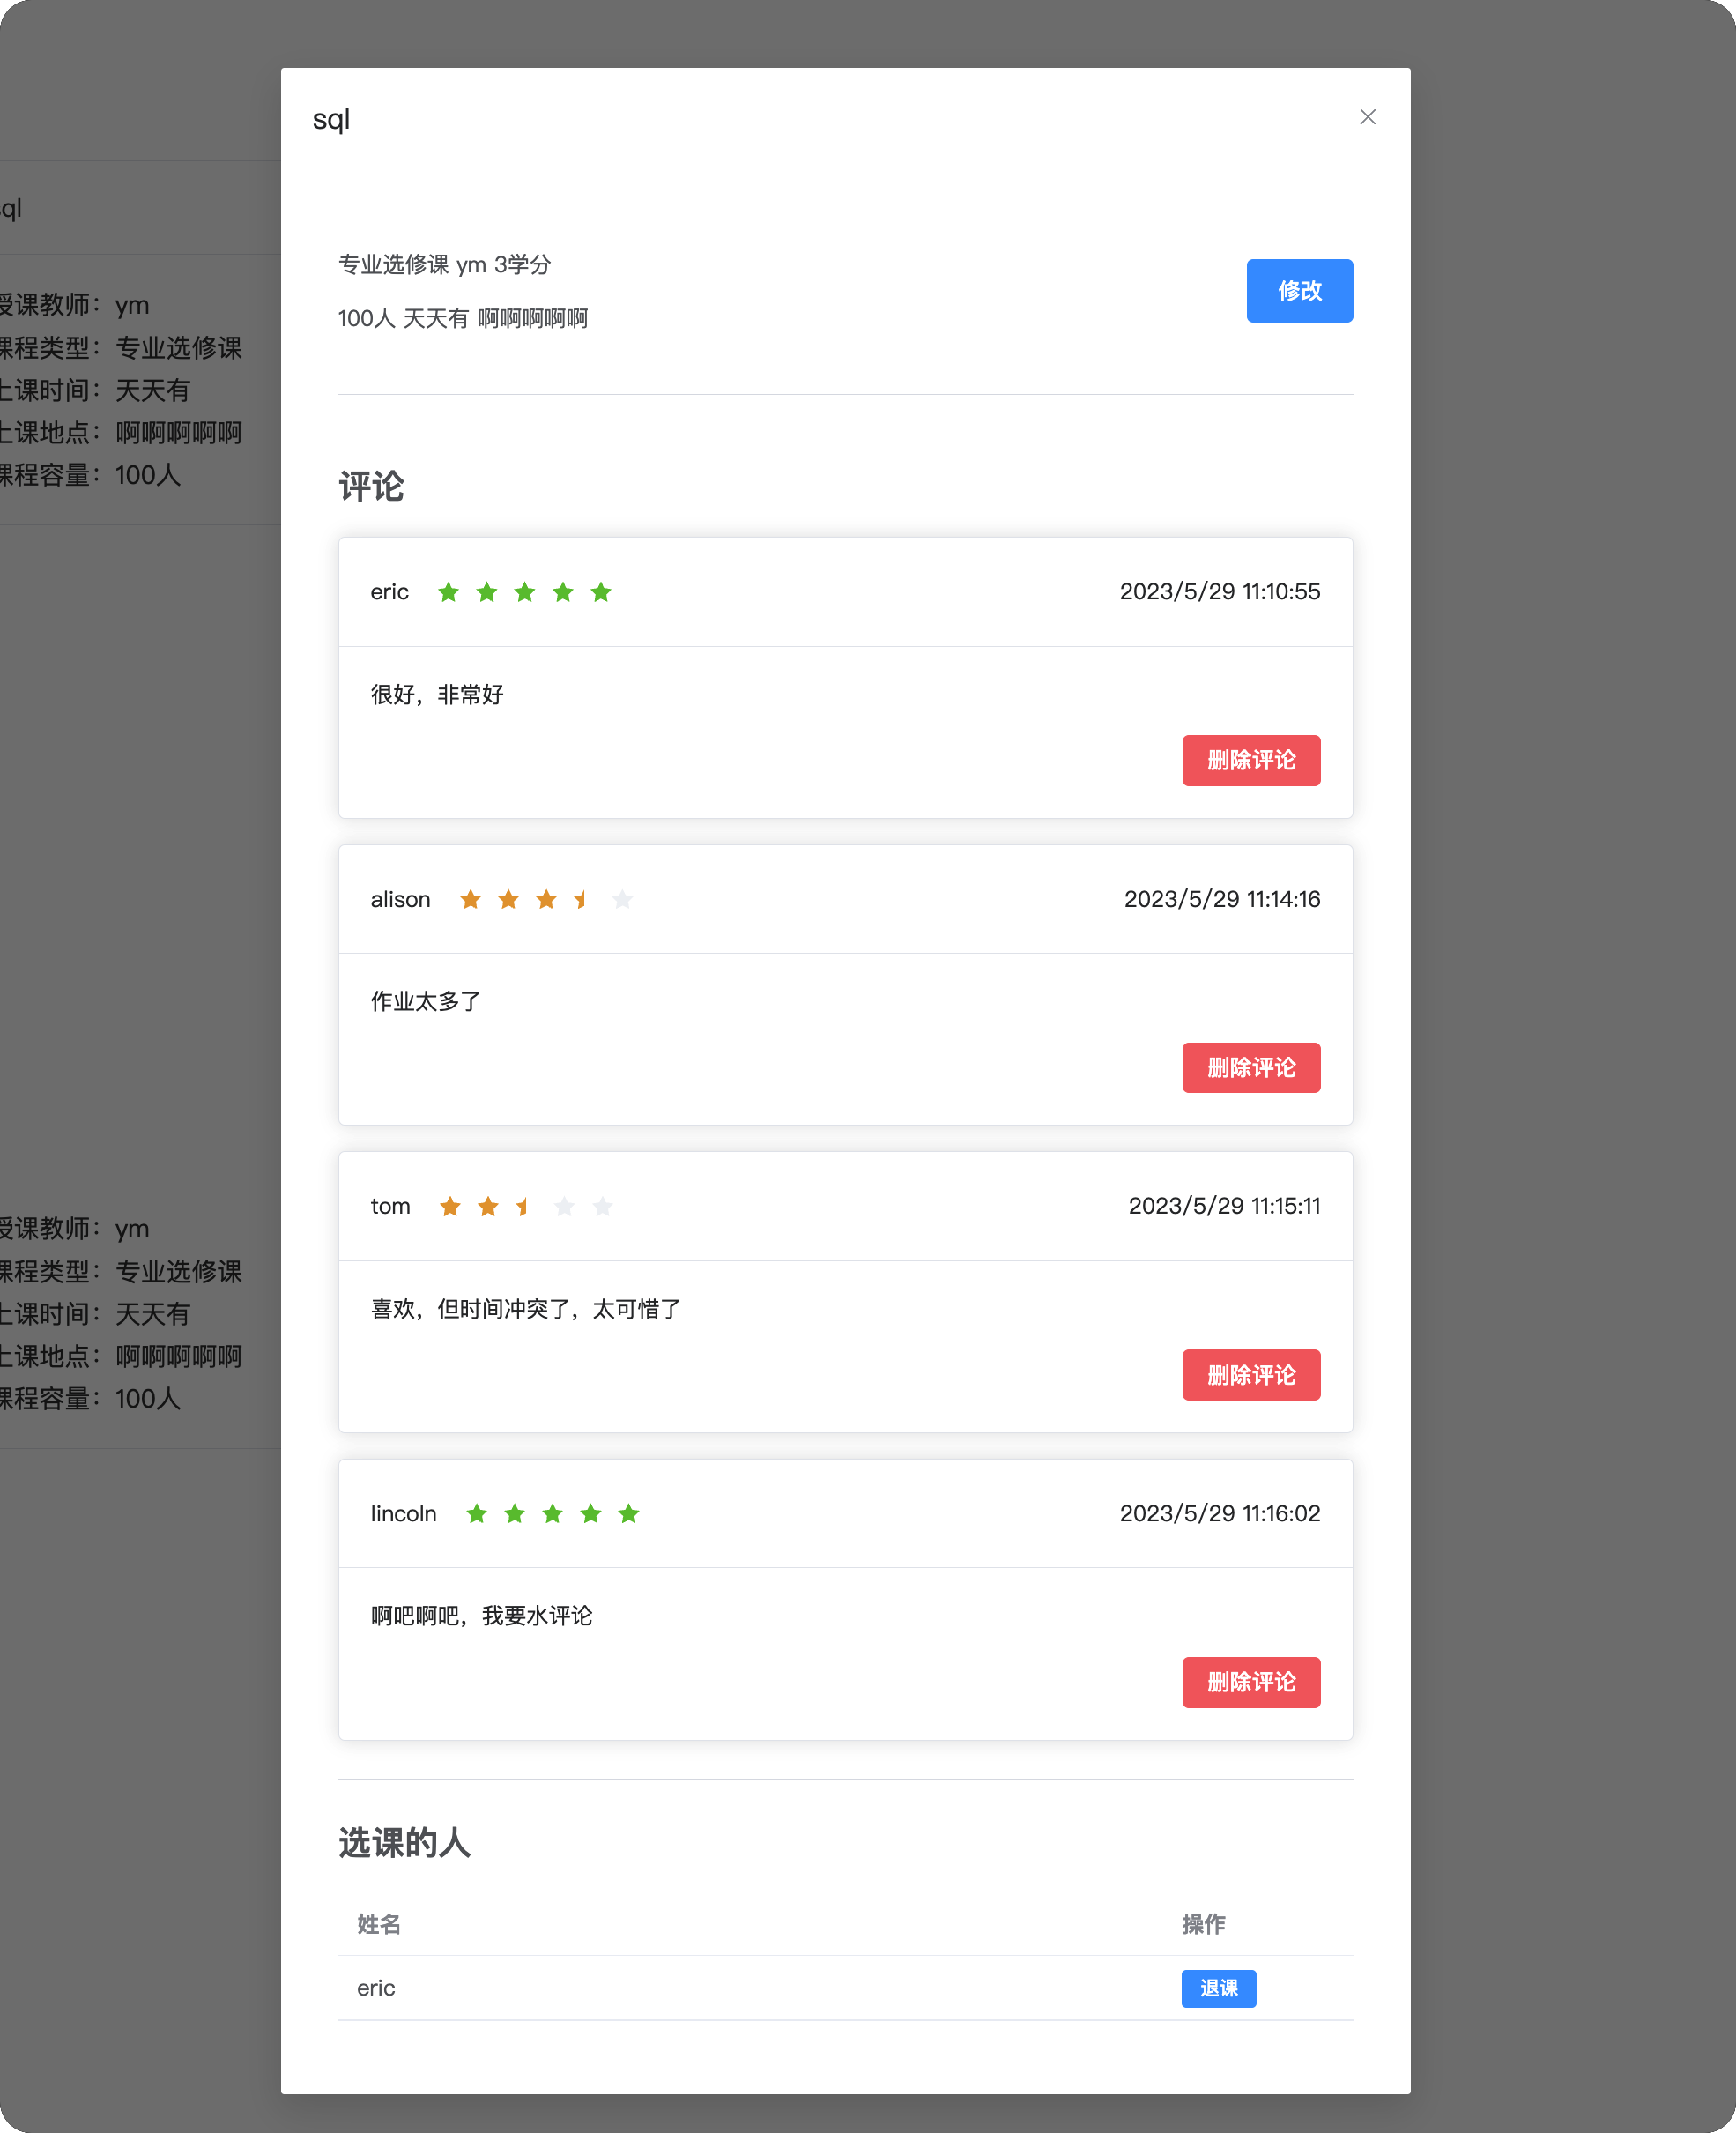 sql
专业选修课 ym 3学分
修改
100人 天天有 啊啊啊啊啊
评论
eric 2023/5/29 11:10:55
很好，非常好
删除评论
alison 2023/5/29 11:14:16
作业太多了
删除评论
tom 2023/5/29 11:15:11
喜欢，但时间冲突了，太可惜了
删除评论
lincoln 2023/5/29 11:16:02
啊吧啊吧，我要水评论
删除评论
选课的人
姓名 操作
eric 退课
sql
授课教师：ym
课程类型：专业选修课
上课时间：天天有
上课地点：啊啊啊啊啊
课程容量：100人
授课教师：ym
课程类型：专业选修课
上课时间：天天有
上课地点：啊啊啊啊啊
课程容量：100人